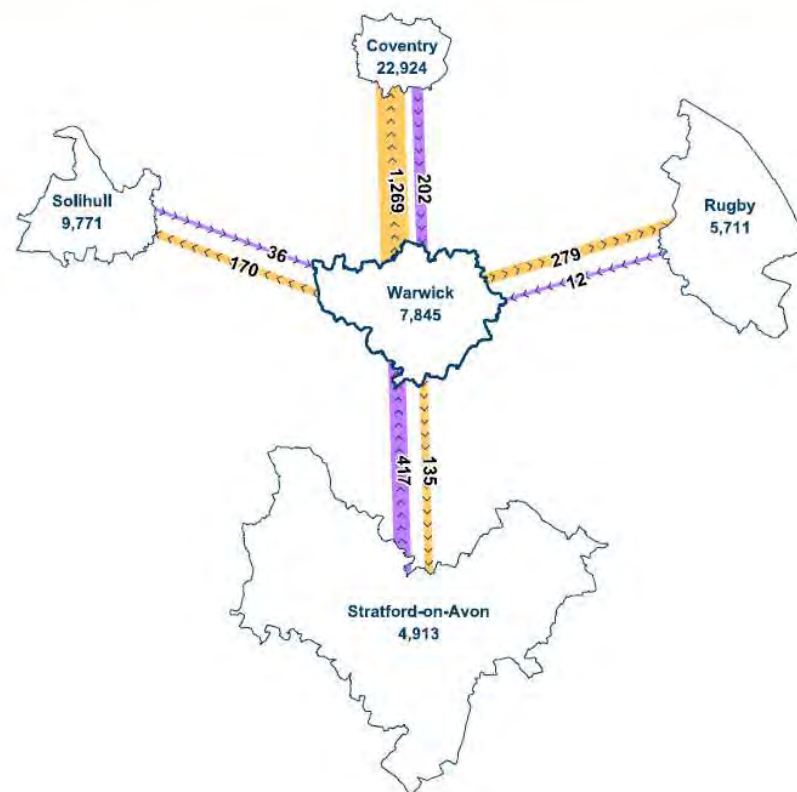 Coventry
22,924
1,269
202
Solihull
9,771
36
170
Rugby
5,711
279
12
Warwick
7,845
417
135
Stratford-on-Avon
4,913